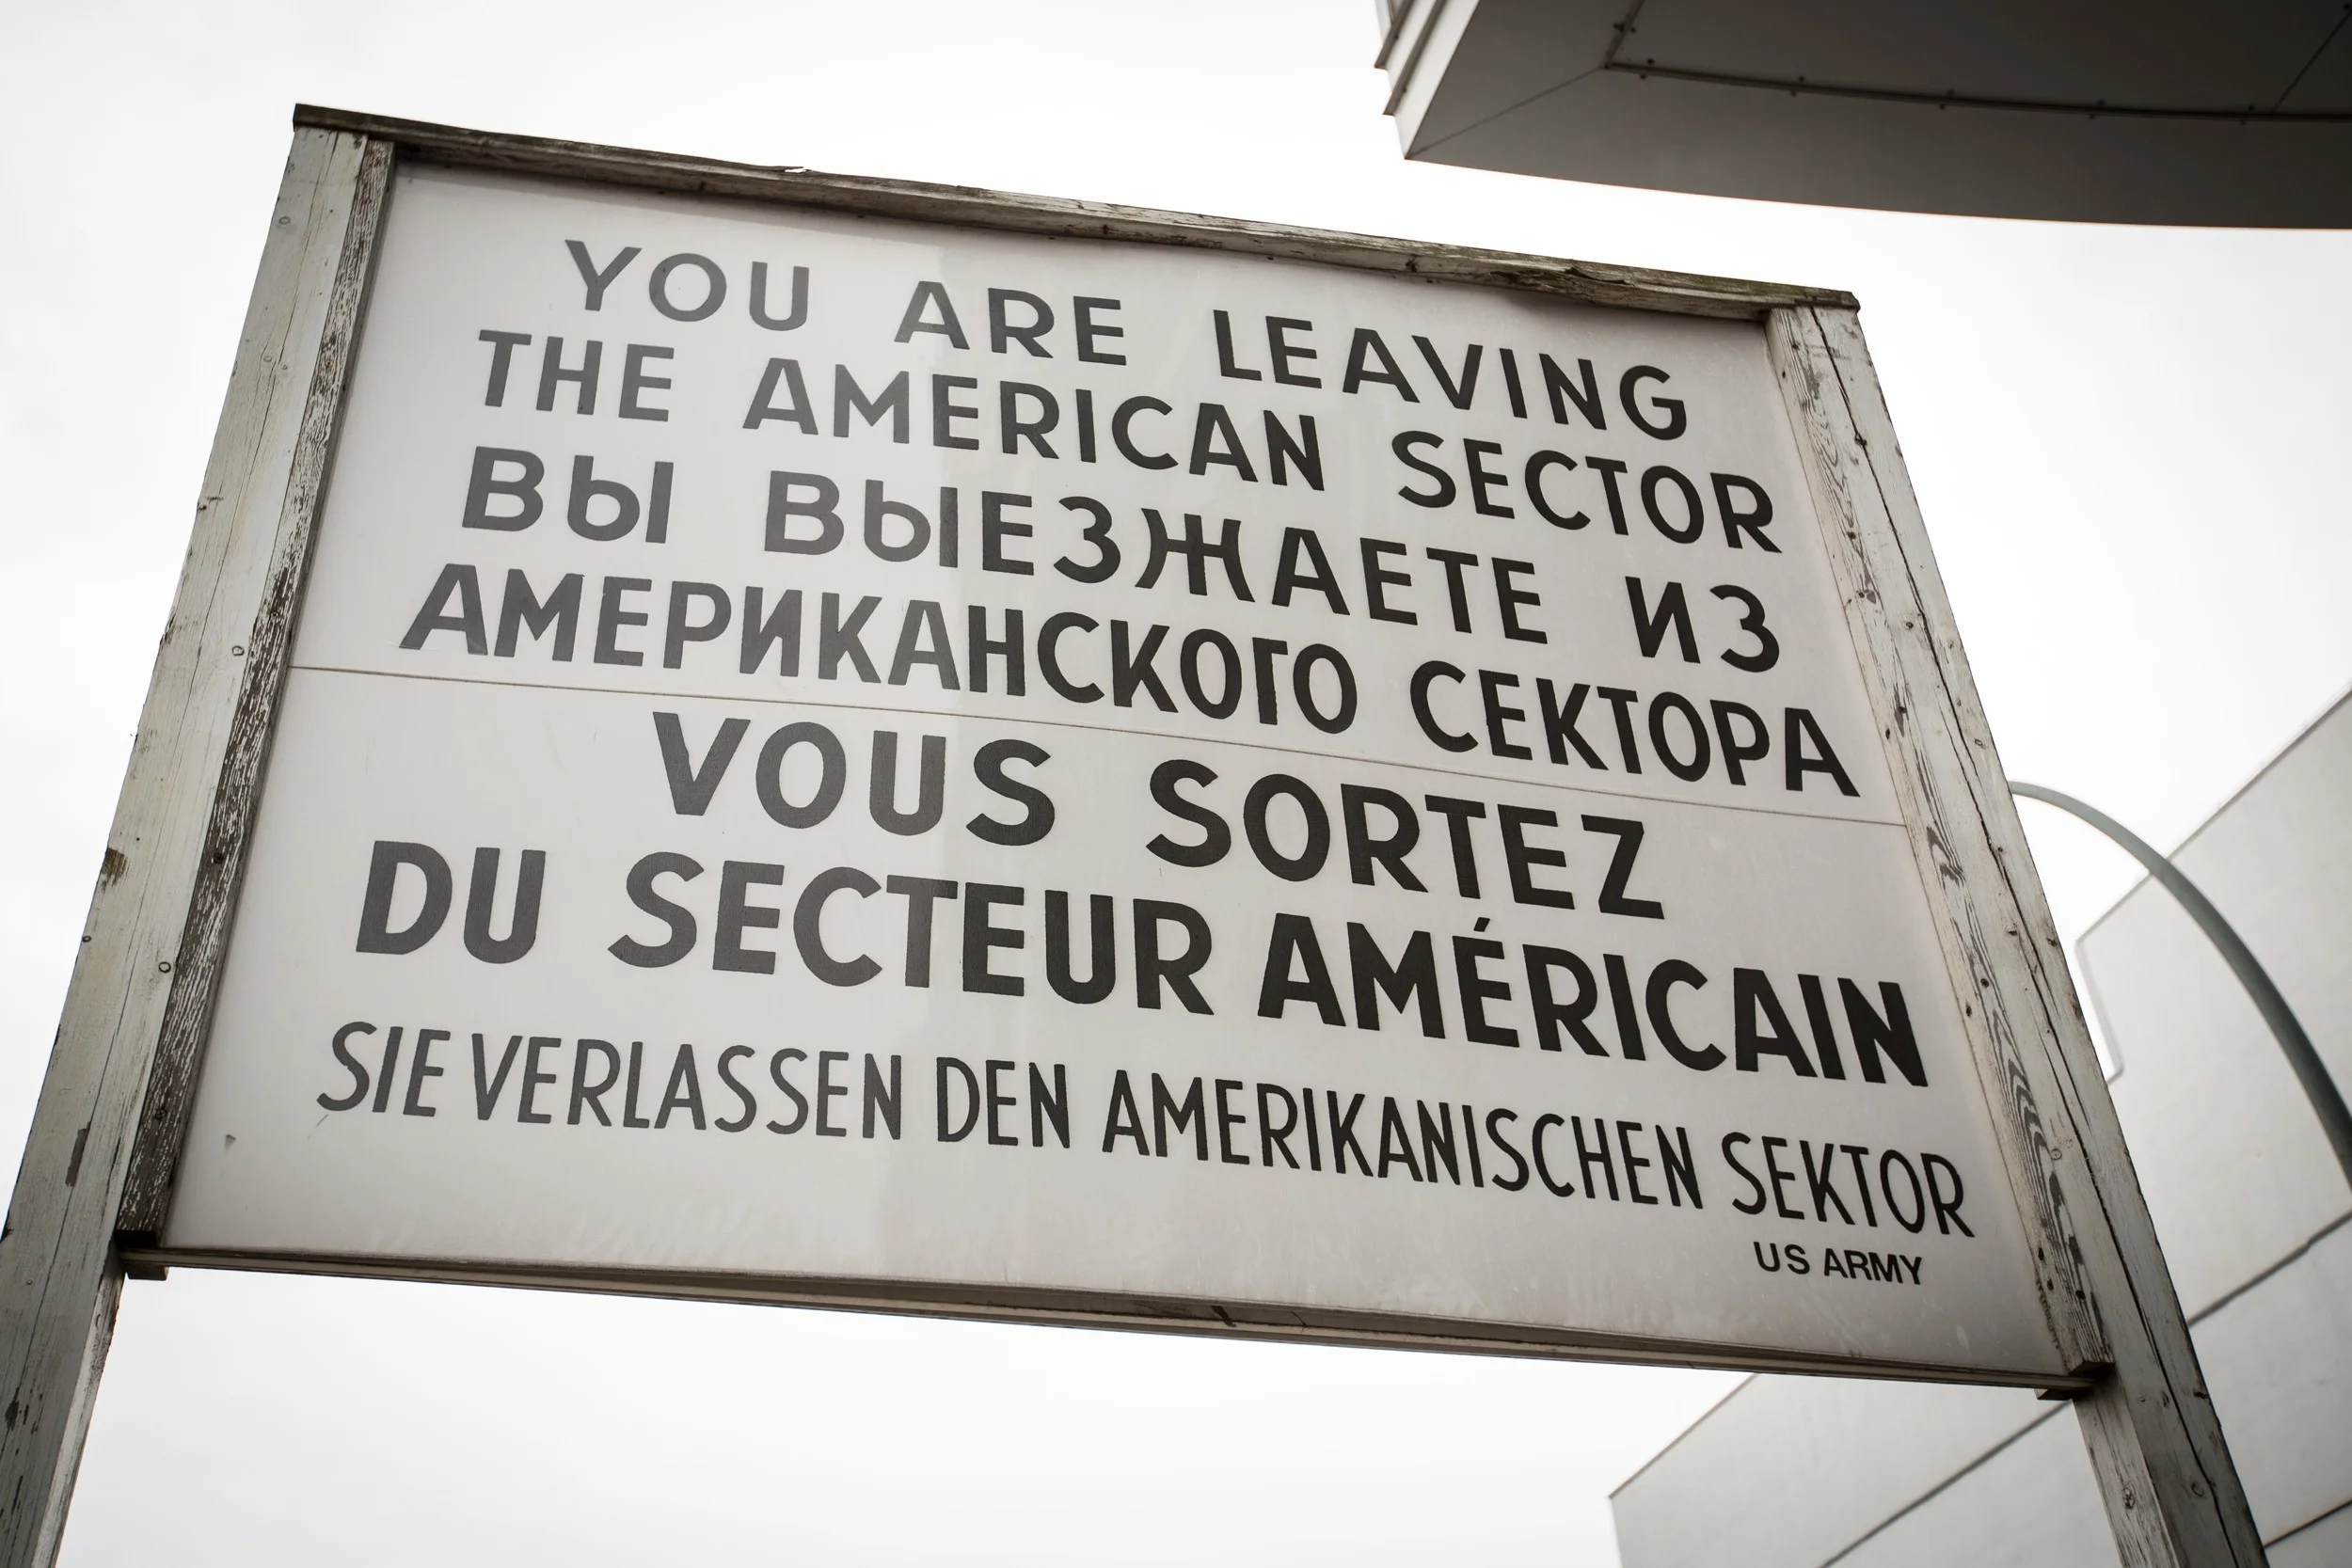 YOU ARE LEAVING
THE AMERICAN SECTOR
ВЫ ВЫЕЗЖАЕТЕ ИЗ
АМЕРИКАНСКОГО СЕКТОРА
VOUS SORTEZ
DU SECTEUR AMÉRICAIN
SIE VERLASSEN DEN AMERIKANISCHEN SEKTOR
US ARMY